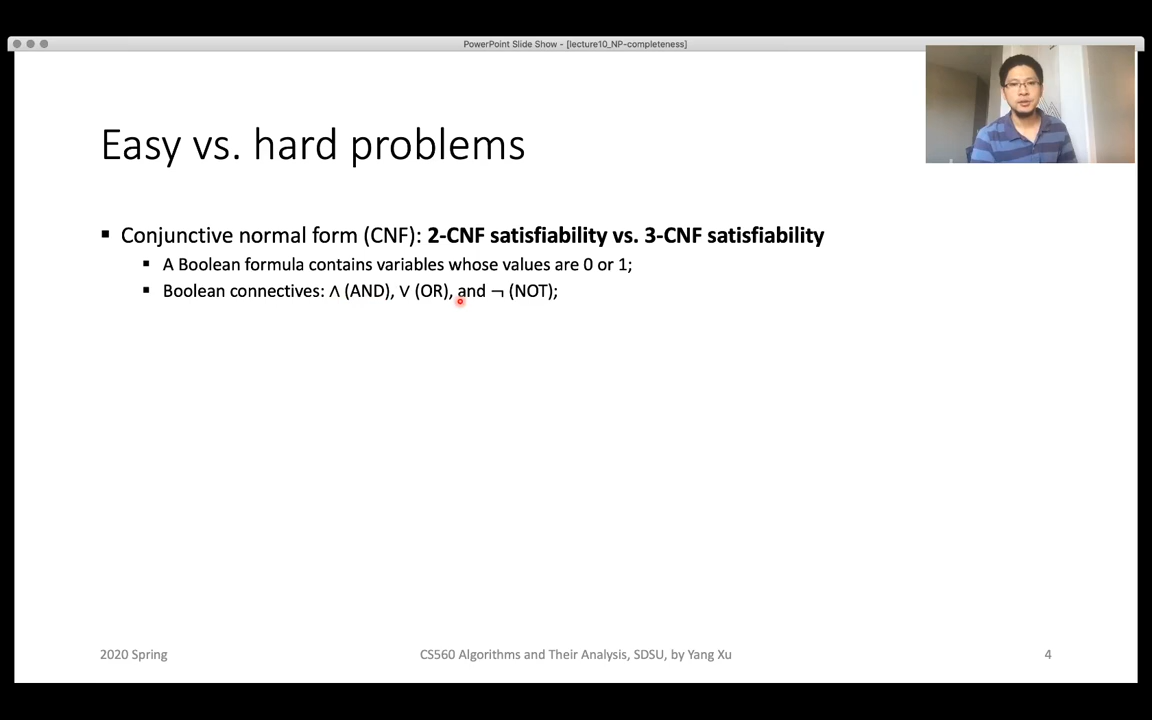 PowerPoint Slide Show - [lecture10_NP-completeness]
Easy vs. hard problems
▪ Conjunctive normal form (CNF): 2-CNF satisfiability vs. 3-CNF satisfiability
▪ A Boolean formula contains variables whose values are 0 or 1;
▪ Boolean connectives: ∧ (AND), ∨ (OR), and ¬ (NOT);
2020 Spring
CS560 Algorithms and Their Analysis, SDSU, by Yang Xu
4